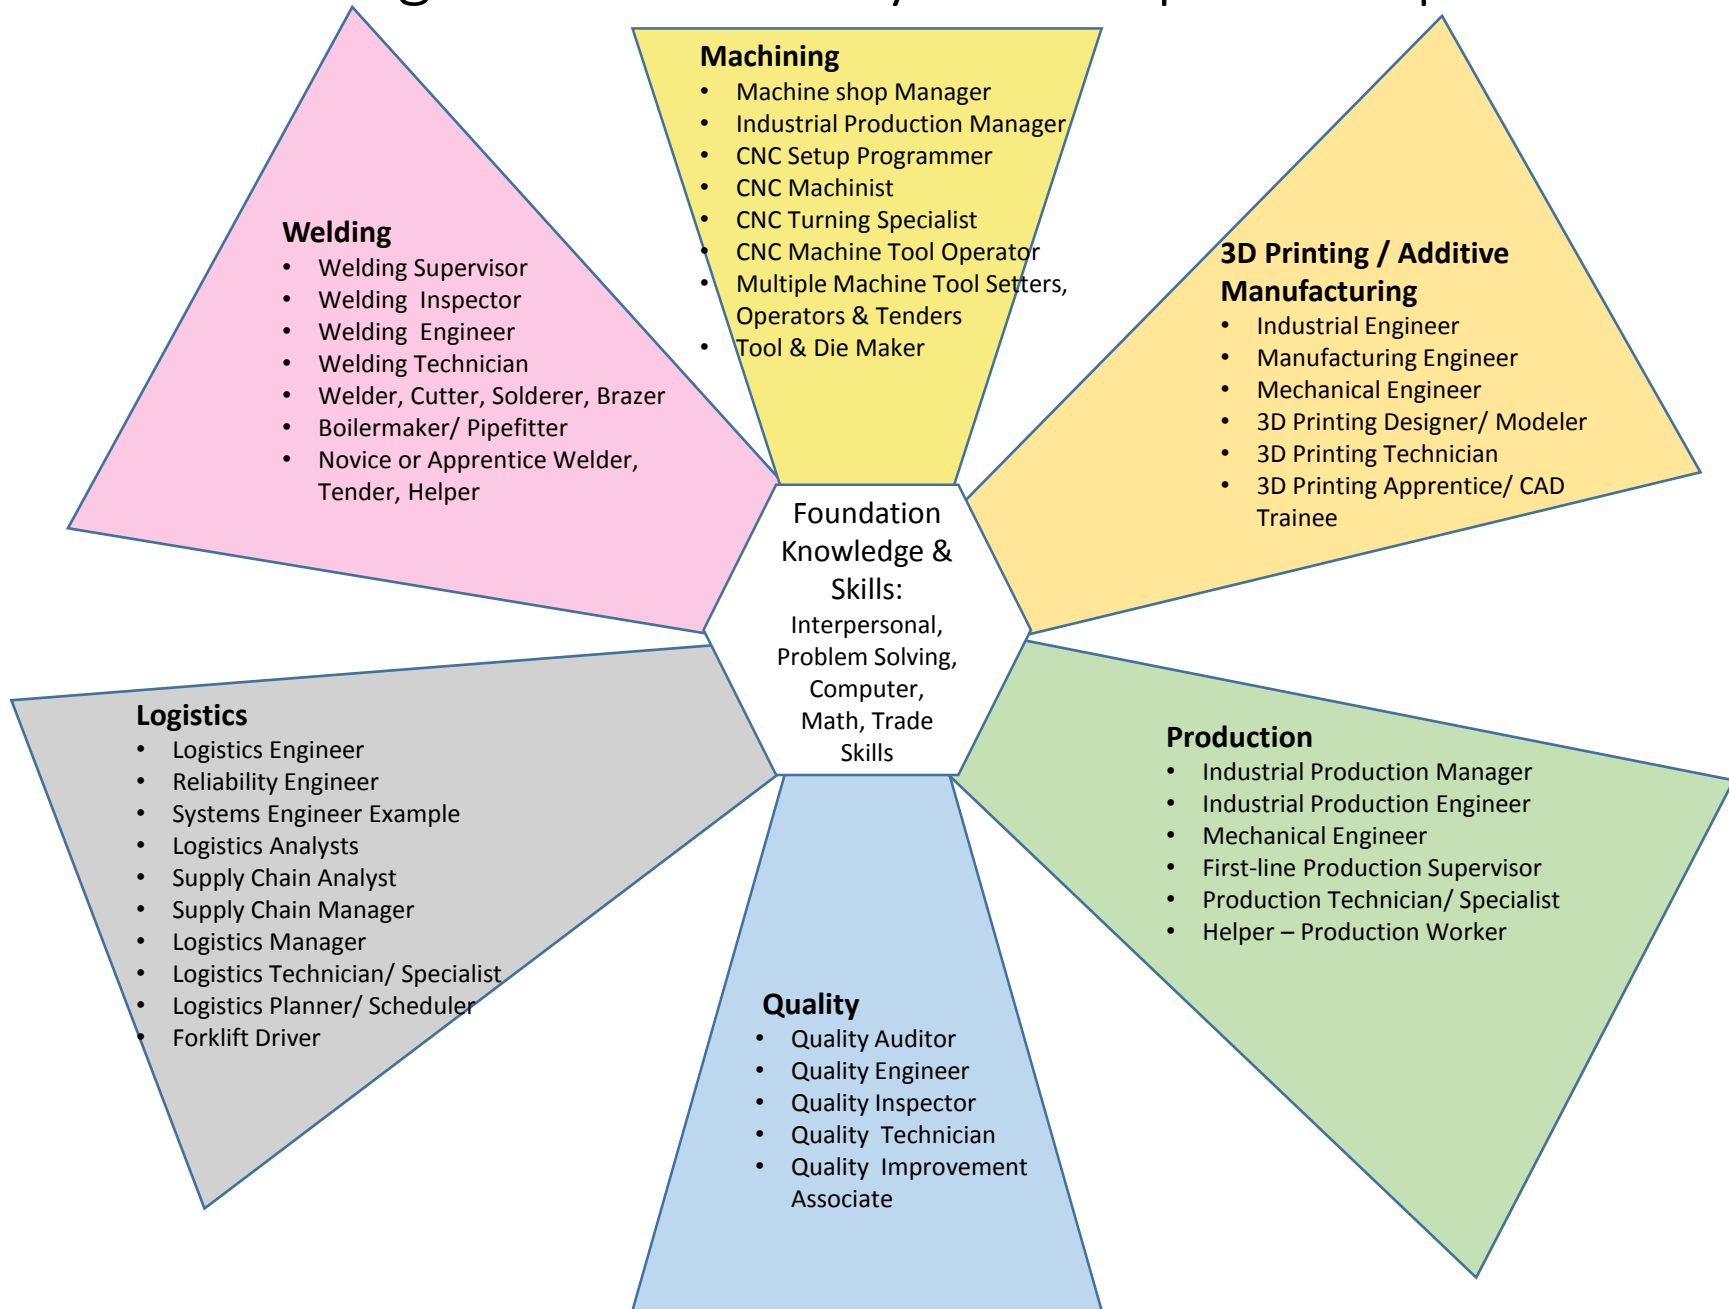 Machining
• Machine shop Manager
• Industrial Production Manager
• CNC Setup Programmer
• CNC Machinist
• CNC Turning Specialist
• CNC Machine Tool Operator
• Multiple Machine Tool Setters,
Operators & Tenders
• Tool & Die Maker
Welding
• Welding Supervisor
• Welding  Inspector
• Welding  Engineer
• Welding Technician
• Welder, Cutter, Solderer, Brazer
• Boilermaker/ Pipefitter
• Novice or Apprentice Welder,
Tender, Helper
3D Printing / Additive
Manufacturing
• Industrial Engineer
• Manufacturing Engineer
• Mechanical Engineer
• 3D Printing Designer/ Modeler
• 3D Printing Technician
• 3D Printing Apprentice/ CAD
Trainee
Foundation
Knowledge &
Skills:
Interpersonal,
Problem Solving,
Computer,
Math, Trade
Skills
Logistics
• Logistics Engineer
• Reliability Engineer
• Systems Engineer Example
• Logistics Analysts
• Supply Chain Analyst
• Supply Chain Manager
• Logistics Manager
• Logistics Technician/ Specialist
• Logistics Planner/ Scheduler
• Forklift Driver
Production
• Industrial Production Manager
• Industrial Production Engineer
• Mechanical Engineer
• First-line Production Supervisor
• Production Technician/ Specialist
• Helper – Production Worker
Quality
• Quality Auditor
• Quality Engineer
• Quality Inspector
• Quality  Technician
• Quality  Improvement
Associate